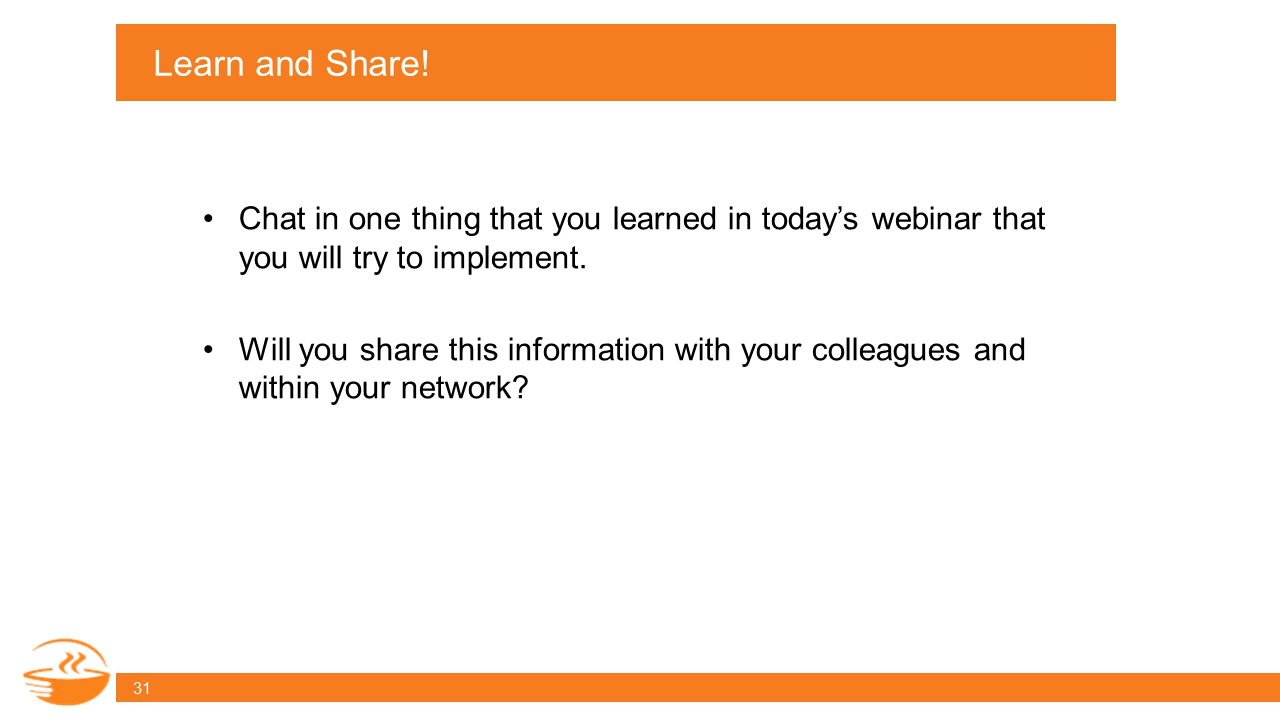 Learn and Share!
• Chat in one thing that you learned in today’s webinar that
you will try to implement.
• Will you share this information with your colleagues and
within your network?
31